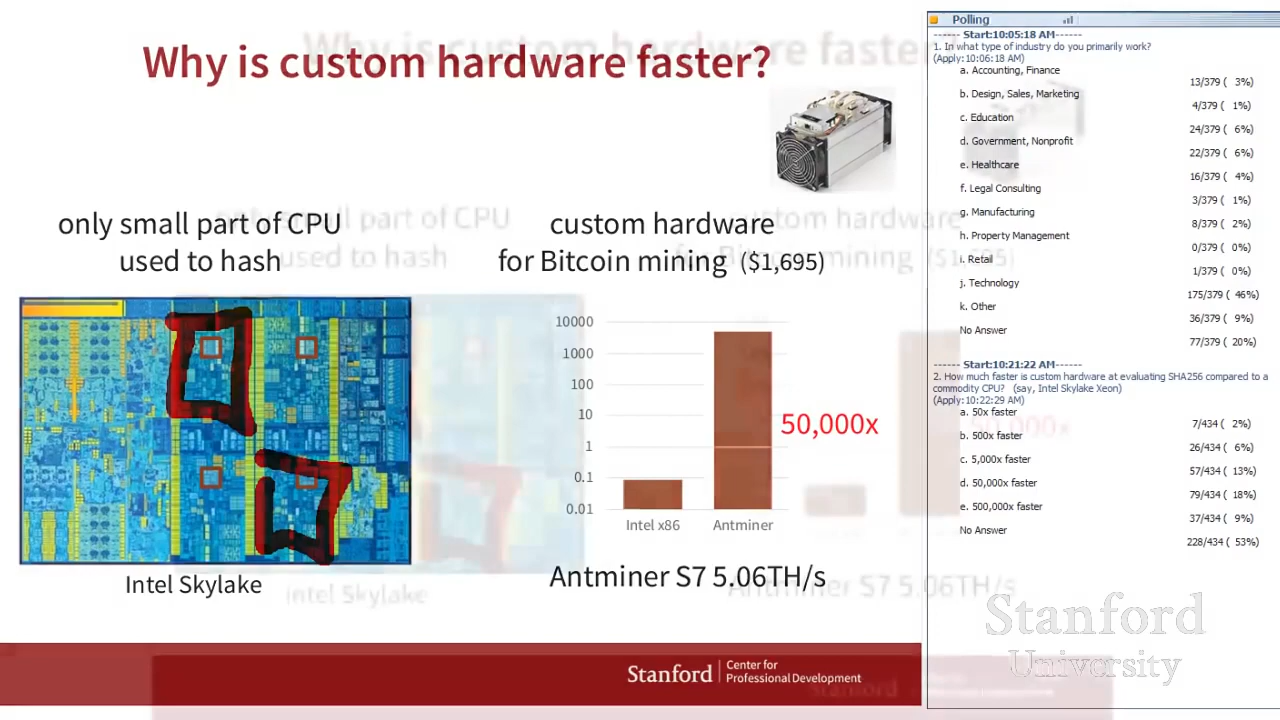 Why is custom hardware faster?
only small part of CPU
used to hash
Intel Skylake
custom hardware
for Bitcoin mining ($1,695)
10000
1000
100
10
1
0.1
0.01
50,000x
Intel x86 Antminer
Antminer S7 5.06TH/s
Stanford | Center for
Professional Development
Polling
------ Start:10:05:18 AM------
1. In what type of industry do you primarily work?
(Apply:10:06:18 AM)
a. Accounting, Finance
13/379 ( 3%)
b. Design, Sales, Marketing
4/379 ( 1%)
c. Education
24/379 ( 6%)
d. Government, Nonprofit
22/379 ( 6%)
e. Healthcare
16/379 ( 4%)
f. Legal Consulting
3/379 ( 1%)
g. Manufacturing
8/379 ( 2%)
h. Property Management
0/379 ( 0%)
i. Retail
1/379 ( 0%)
j. Technology
175/379 ( 46%)
k. Other
36/379 ( 9%)
No Answer
77/379 ( 20%)
------ Start:10:21:22 AM------
2. How much faster is custom hardware at evaluating SHA256 compared to a
commodity CPU? (say, Intel Skylake Xeon)
(Apply:10:22:29 AM)
a. 50x faster
7/434 ( 2%)
b. 500x faster
26/434 ( 6%)
c. 5,000x faster
57/434 ( 13%)
d. 50,000x faster
79/434 ( 18%)
e. 500,000x faster
37/434 ( 9%)
No Answer
228/434 ( 53%)
Stanford
University